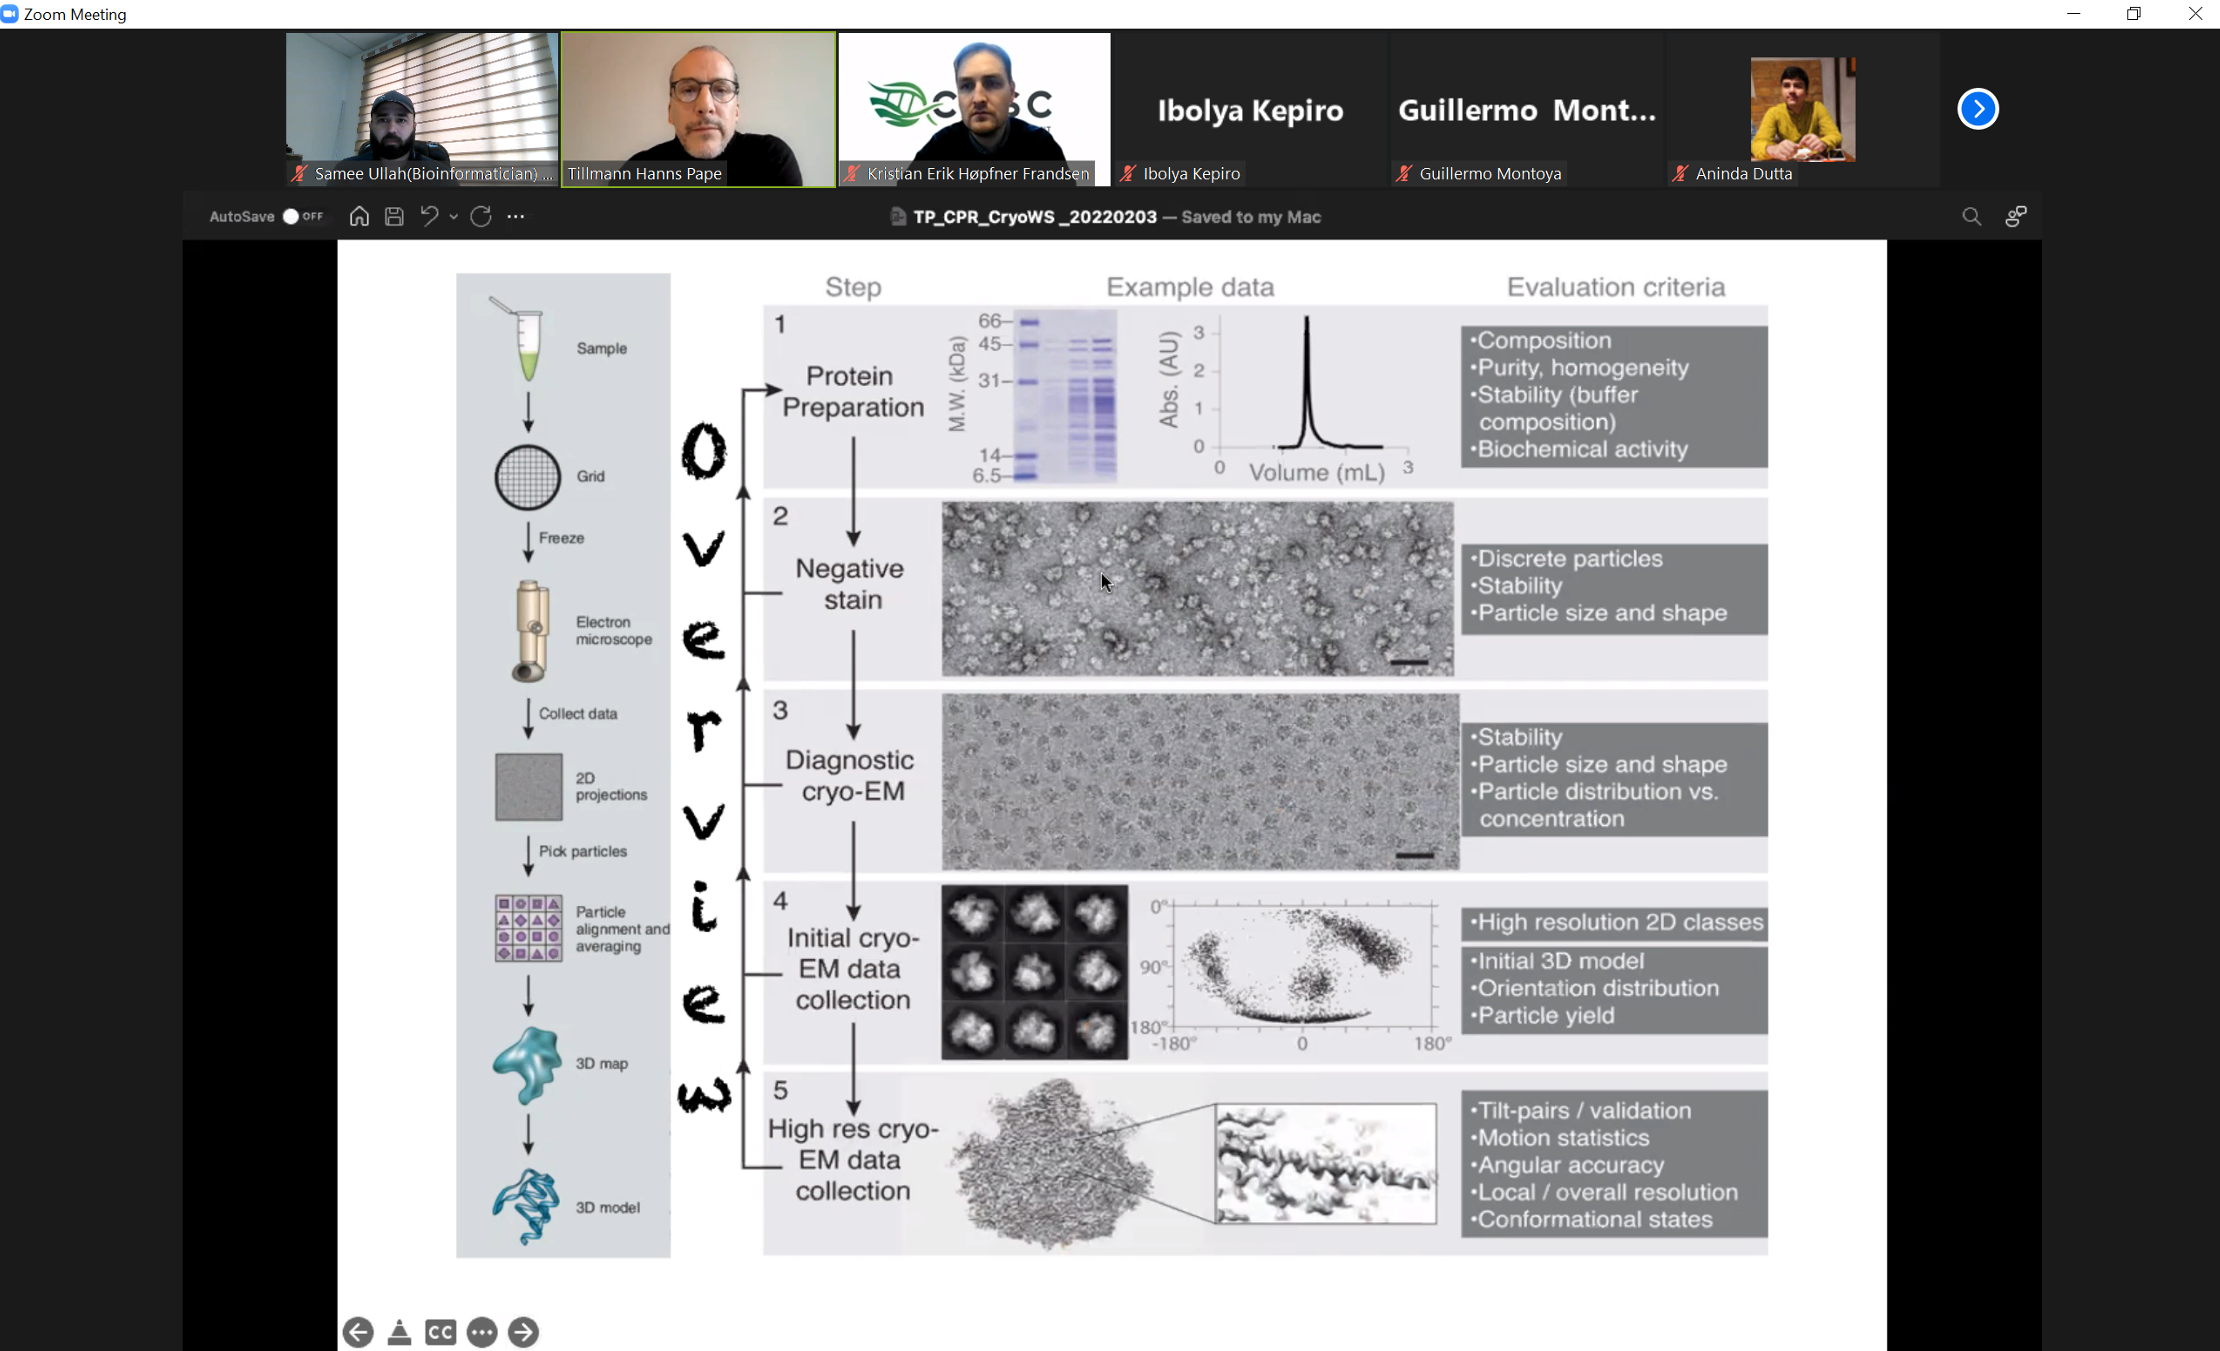 Zoom Meeting
Samee Ullah(Bioinformatician) ...
Tillmann Hanns Pape
Kristian Erik Høpfner Frandsen
Ibolya Kepiro
Ibolya Kepiro
Guillermo Mont...
Guillermo Montoya
Aninda Dutta
AutoSave OFF
TP_CPR_CryoWS _20220203 — Saved to my Mac
Sample
Grid
Freeze
Electron
microscope
Collect data
2D
projections
Pick particles
Particle
alignment and
averaging
3D map
3D model
O
v
e
r
v
i
e
w
Step
Example data
Evaluation criteria
1
Protein
Preparation
M.W. (kDa)
66
45
31
14
6.5
Abs. (AU)
3
2
1
0
0
Volume (mL)
3
•Composition
•Purity, homogeneity
•Stability (buffer
composition)
•Biochemical activity
2
Negative
stain
•Discrete particles
•Stability
•Particle size and shape
3
Diagnostic
cryo-EM
•Stability
•Particle size and shape
•Particle distribution vs.
concentration
4
Initial cryo-
EM data
collection
0°
90°
180°
-180°
0
180°
•High resolution 2D classes
•Initial 3D model
•Orientation distribution
•Particle yield
5
High res cryo-
EM data
collection
•Tilt-pairs / validation
•Motion statistics
•Angular accuracy
•Local / overall resolution
•Conformational states
CC